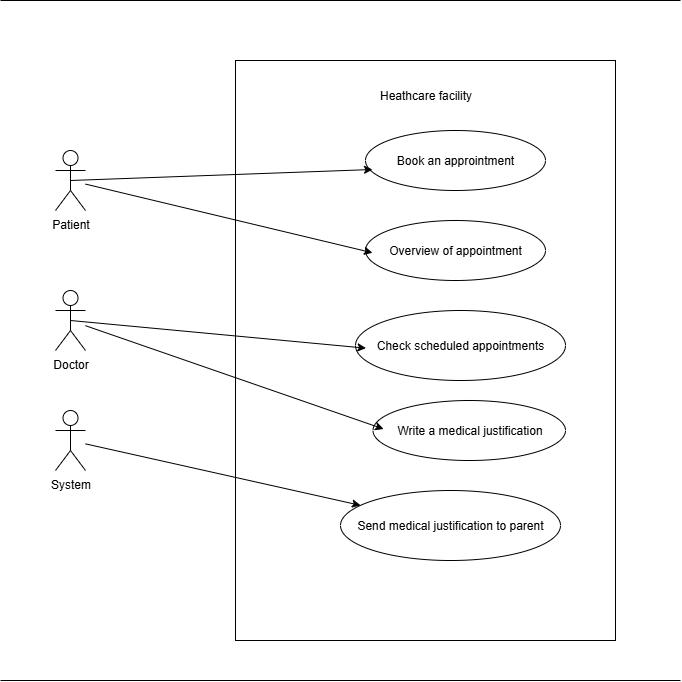 Heathcare facility
Book an approintment
Patient
Overview of appointment
Check scheduled appointments
Doctor
Write a medical justification
System
Send medical justification to parent